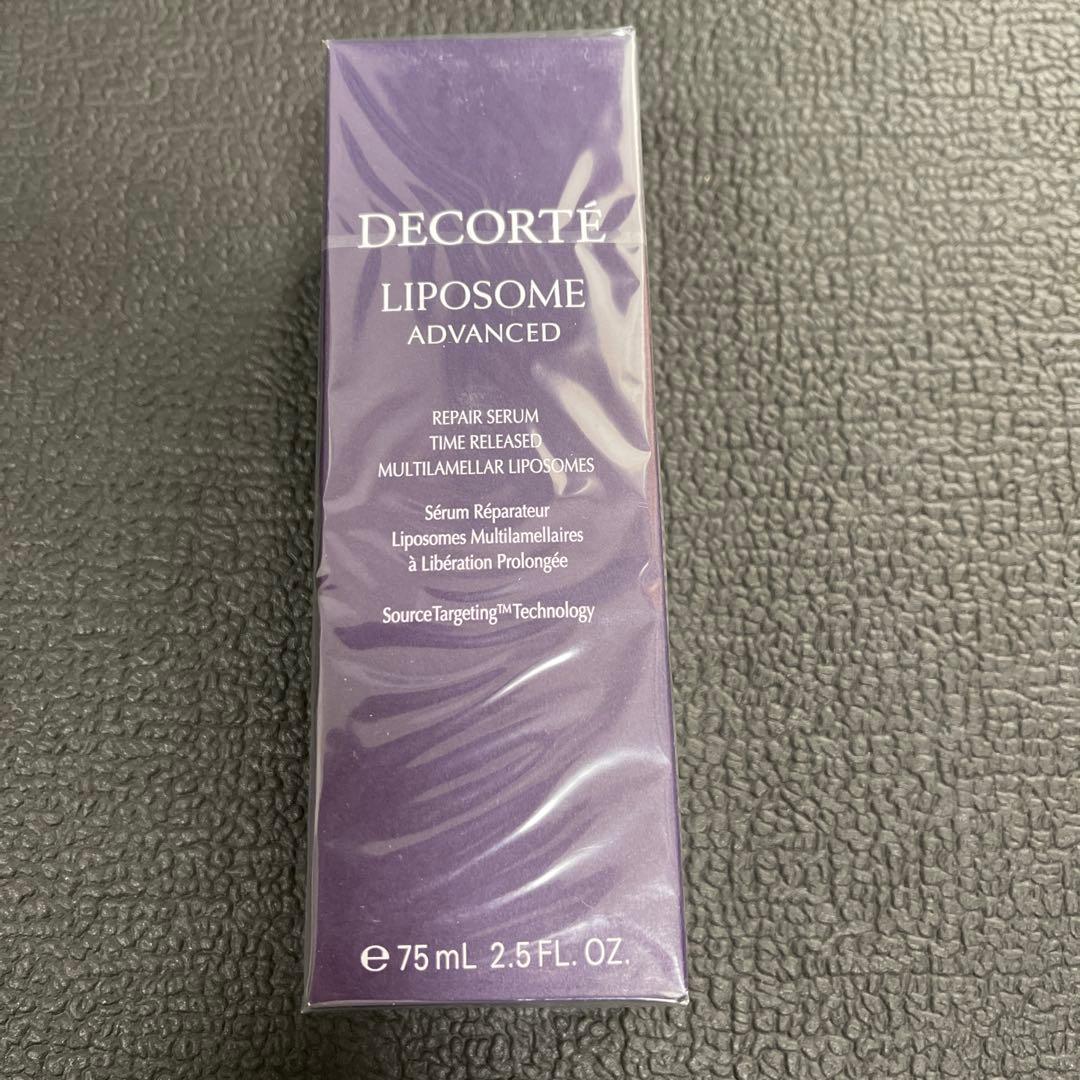 DECORTÉ
LIPOSOME
ADVANCED
REPAIR SERUM
TIME RELEASED
MULTILAMELLAR LIPOSOMES
Sérum Réparateur
Liposomes Multilamellaires
à Libération Prolongée
SourceTargeting™Technology
℮ 75 mL 2.5 FL. OZ.